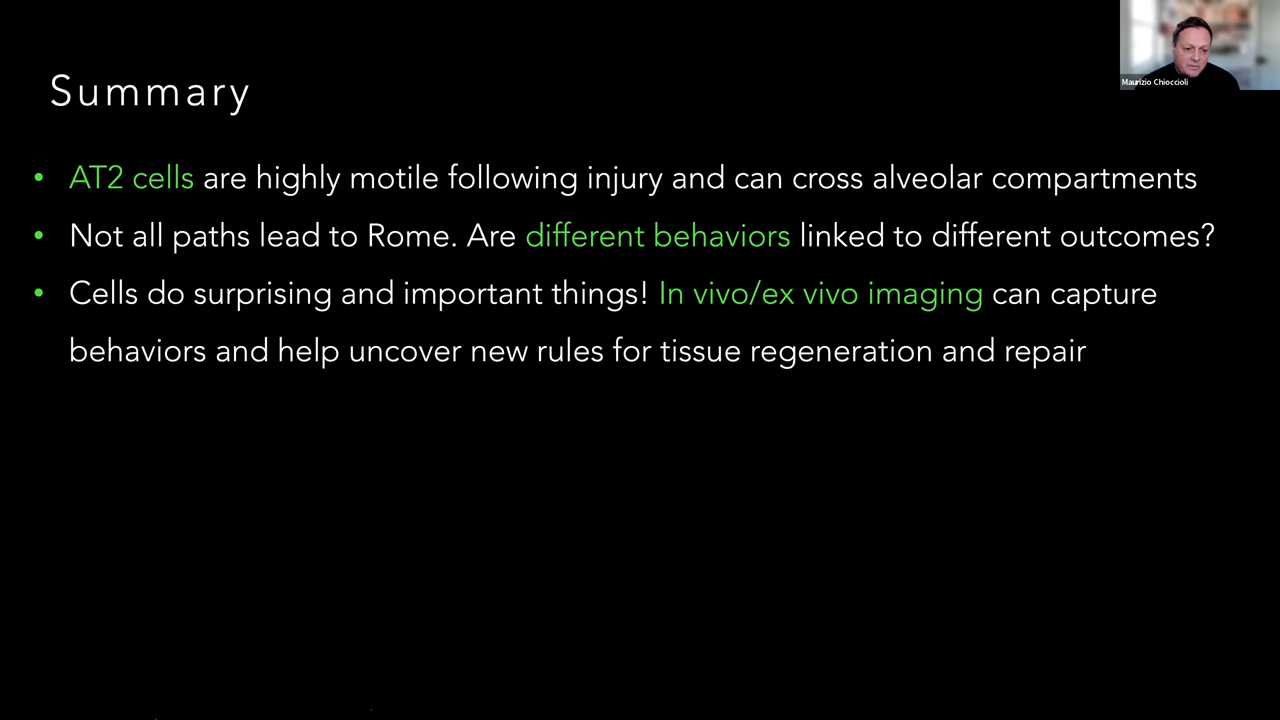 Maurizio Chioccioli
Summary
• AT2 cells are highly motile following injury and can cross alveolar compartments
• Not all paths lead to Rome. Are different behaviors linked to different outcomes?
• Cells do surprising and important things! In vivo/ex vivo imaging can capture
behaviors and help uncover new rules for tissue regeneration and repair